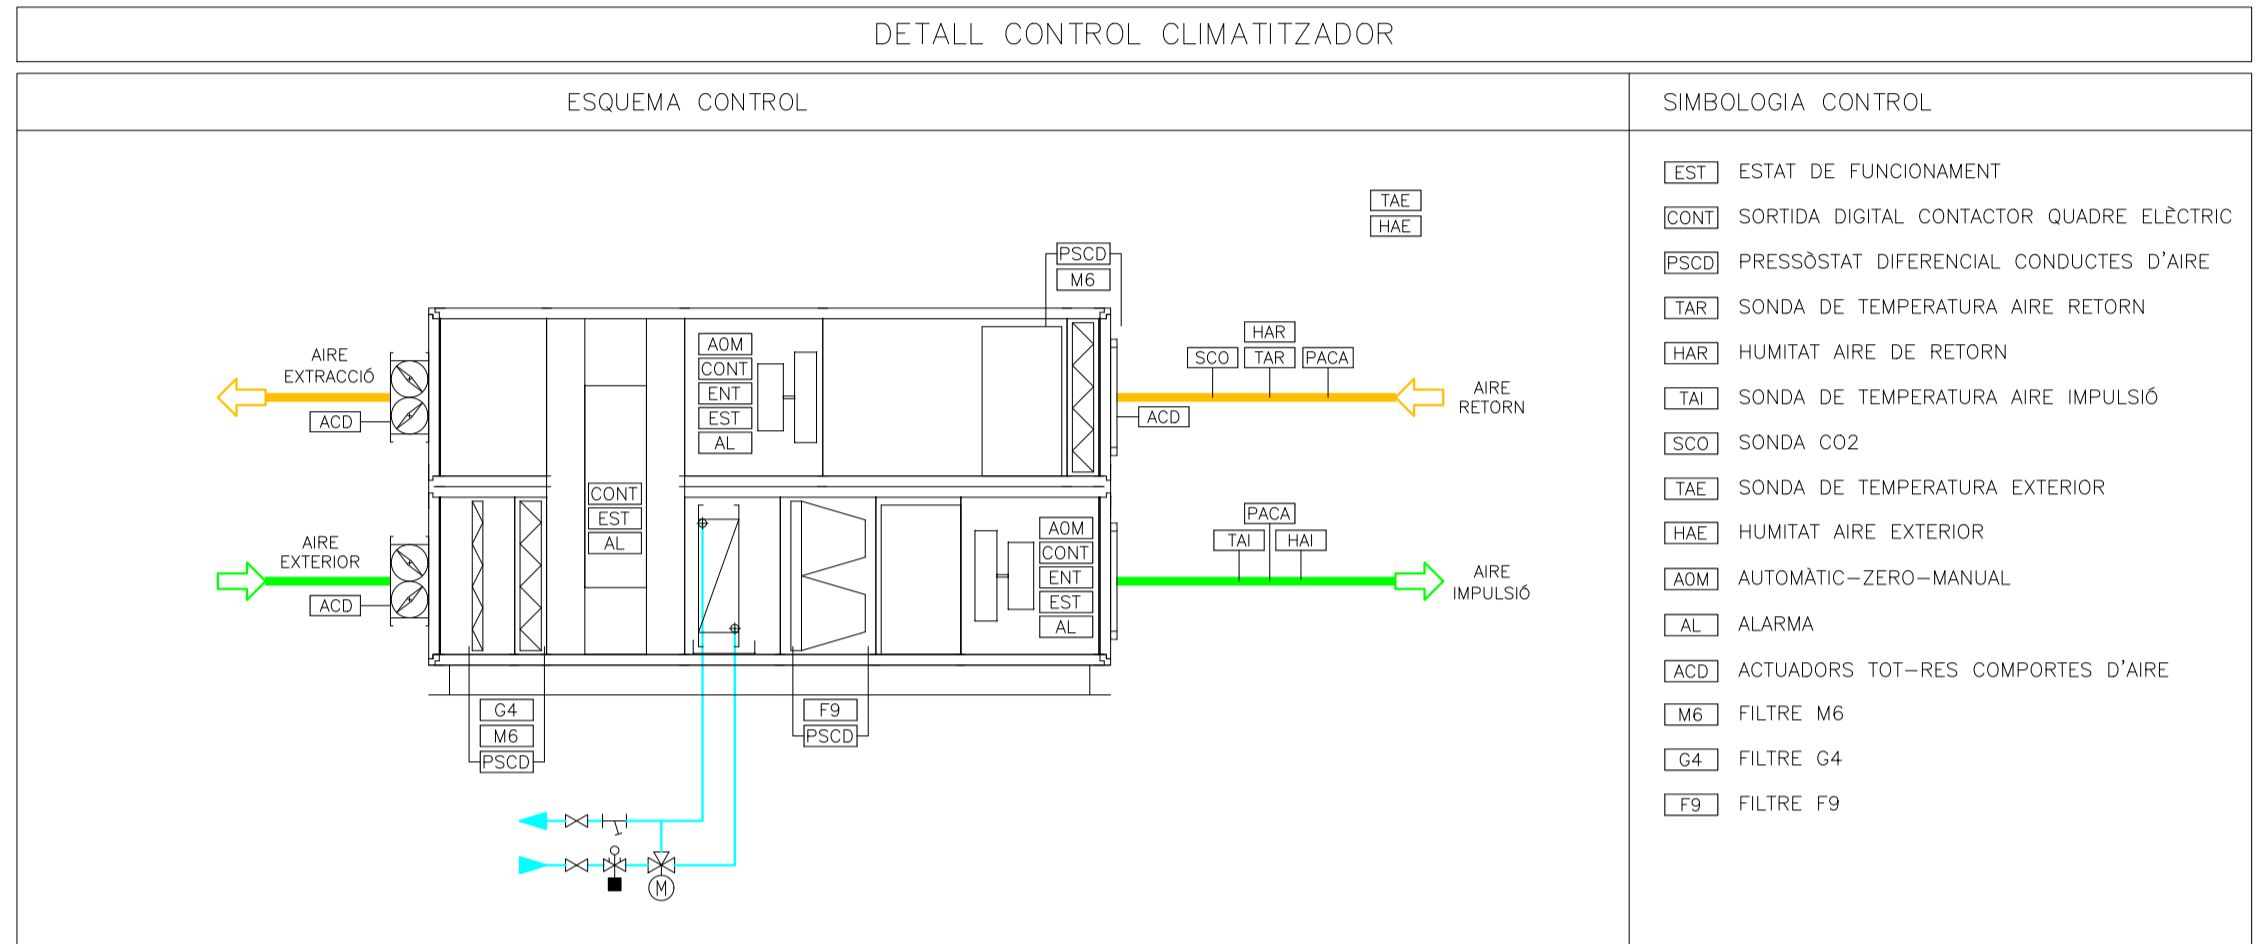 DETALL CONTROL CLIMATITZADOR
ESQUEMA CONTROL
SIMBOLOGIA CONTROL
TAE
HAE
PSCD
M6
AIRE
EXTRACCIÓ
ACD
AOM
CONT
ENT
EST
AL
HAR
SCO
TAR
PACA
ACD
AIRE
RETORN
CONT
EST
AL
AIRE
EXTERIOR
ACD
AOM
CONT
ENT
EST
AL
PACA
TAI
HAI
AIRE
IMPULSIÓ
G4
M6
PSCD
F9
PSCD
M
EST ESTAT DE FUNCIONAMENT
CONT SORTIDA DIGITAL CONTACTOR QUADRE ELÈCTRIC
PSCD PRESSÒSTAT DIFERENCIAL CONDUCTES D'AIRE
TAR SONDA DE TEMPERATURA AIRE RETORN
HAR HUMITAT AIRE DE RETORN
TAI SONDA DE TEMPERATURA AIRE IMPULSIÓ
SCO SONDA CO2
TAE SONDA DE TEMPERATURA EXTERIOR
HAE HUMITAT AIRE EXTERIOR
AOM AUTOMÀTIC-ZERO-MANUAL
AL ALARMA
ACD ACTUADORS TOT-RES COMPORTES D'AIRE
M6 FILTRE M6
G4 FILTRE G4
F9 FILTRE F9